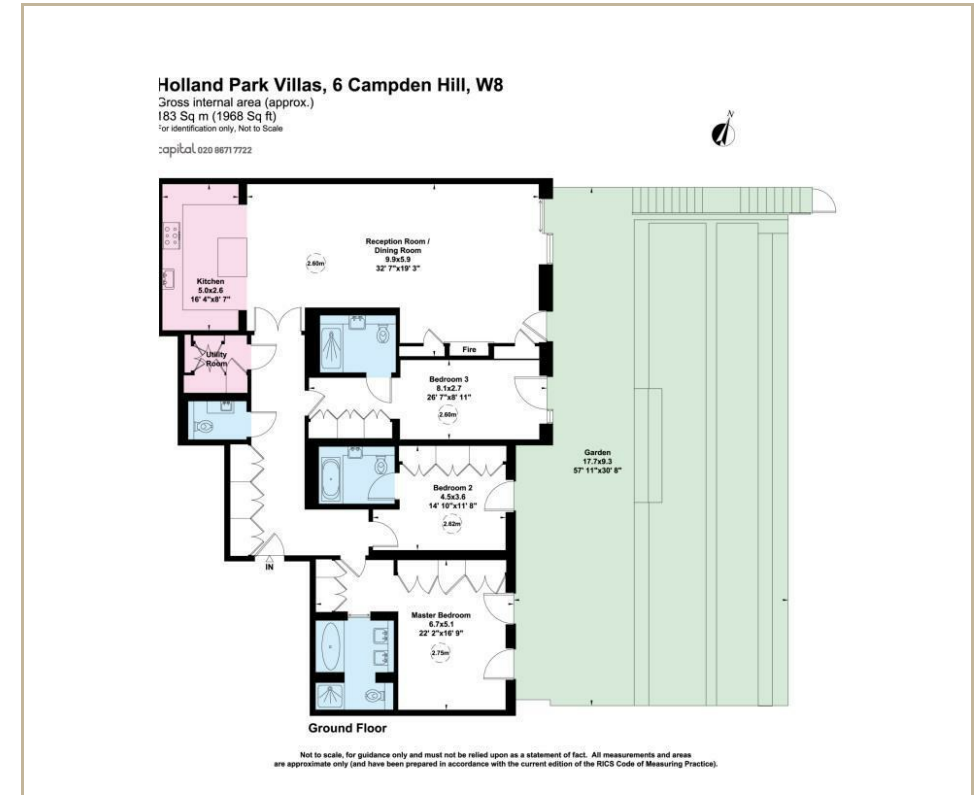 Holland Park Villas, 6 Campden Hill, W8
Gross internal area (approx.)
183 Sq m (1968 Sq ft)
For identification only, Not to Scale
capital 020 8671 7722
N
Reception Room /
Dining Room
9.9x5.9
32' 7"x19' 3"
2.60m
Kitchen
5.0x2.6
16' 4"x8' 7"
Utility
Room
Fire
Bedroom 3
8.1x2.7
26' 7"x8' 11"
2.60m
Garden
17.7x9.3
57' 11"x30' 8"
Bedroom 2
4.5x3.6
14' 10"x11' 8"
2.62m
IN
Master Bedroom
6.7x5.1
22' 2"x16' 9"
2.75m
Ground Floor
Not to scale, for guidance only and must not be relied upon as a statement of fact. All measurements and areas
are approximate only (and have been prepared in accordance with the current edition of the RICS Code of Measuring Practice).